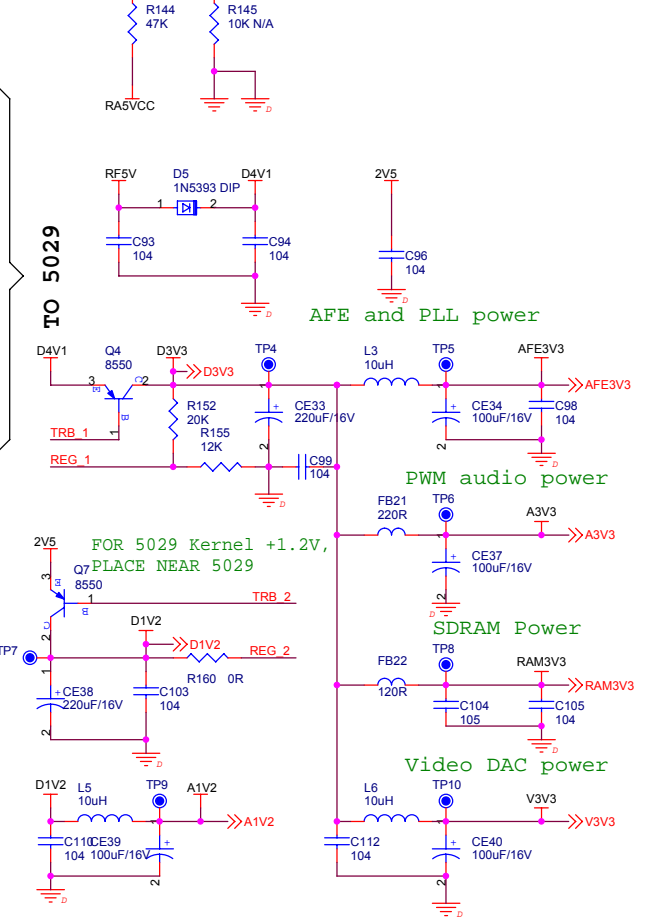 R144
47K
R145
10K N/A
RA5VCC
D
RF5V
D5
1N5393 DIP
D4V1
2V5
1
2
C93
104
C94
104
C96
104
D
D
TO 5029
AFE and PLL power
D4V1
Q4
8550
D3V3
TP4
L3
10uH
TP5
AFE3V3
3
2
E
C
B
1
D3V3
1
1
AFE3V3
R152
20K
CE33
220uF/16V
+
2
CE34
100uF/16V
+
2
C98
104
TRB_1
R155
12K
REG_1
C99
104
D
D
PWM audio power
FB21
220R
TP6
A3V3
1
A3V3
CE37
100uF/16V
+
2
D
2V5
FOR 5029 Kernel +1.2V,
PLACE NEAR 5029
Q7
8550
3
E
B
1
C
2
TRB_2
D1V2
D1V2
TP7
REG_2
R160 0R
1
+
CE38
220uF/16V
2
C103
104
D
SDRAM Power
FB22
120R
TP8
RAM3V3
RAM3V3
C104
105
C105
104
D
Video DAC power
D1V2
L5
10uH
TP9
A1V2
1
A1V2
C110
104
CE39
100uF/16V
+
2
D
L6
10uH
TP10
V3V3
1
V3V3
C112
104
CE40
100uF/16V
+
2
D